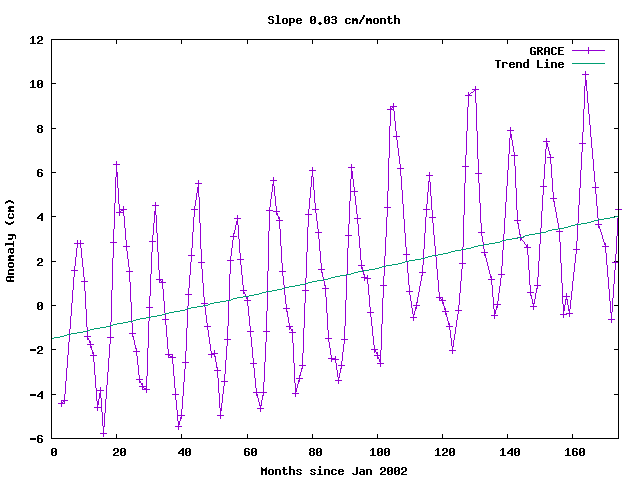 Slope 0.03 cm/month
GRACE
Trend Line
12
10
8
6
4
2
0
-2
-4
-6
Anomaly (cm)
0 20 40 60 80 100 120 140 160
Months since Jan 2002